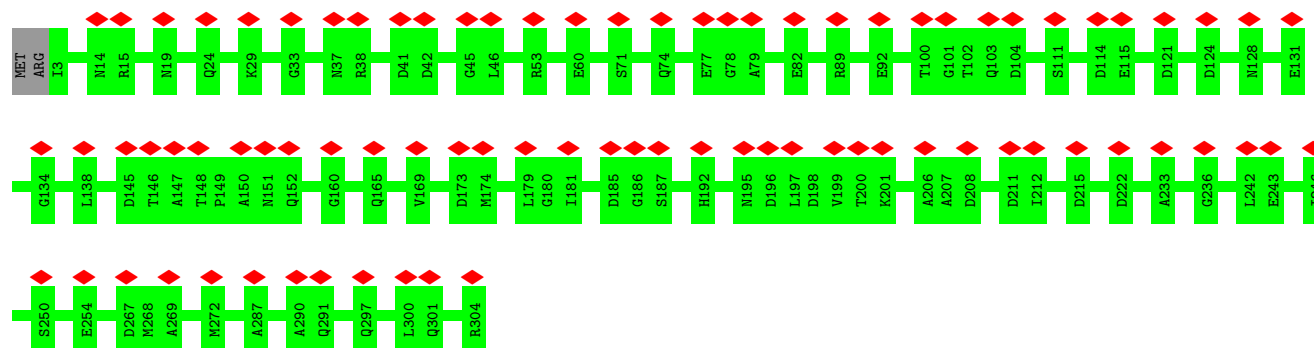 MET ARG I3 N14 R15 N19 Q24 K29 G33 N37 R38 D41 D42 G45 L46 R53 E60 S71 Q74 E77 G78 A79 E82 R89 E92 T100 G101 T102 Q103 D104 S111 D114 E115 D121 D124 N128 E131
G134 L138 D145 T146 A147 T148 P149 A150 N151 Q152 G160 Q165 V169 D173 M174 L179 G180 I181 D185 G186 S187 H192 N195 D196 L197 D198 V199 T200 K201 A206 A207 D208 D211 I212 D215 D222 A233 G236 L242 E243
S250 E254 D267 M268 A269 M272 A287 A290 Q291 Q297 L300 Q301 R304